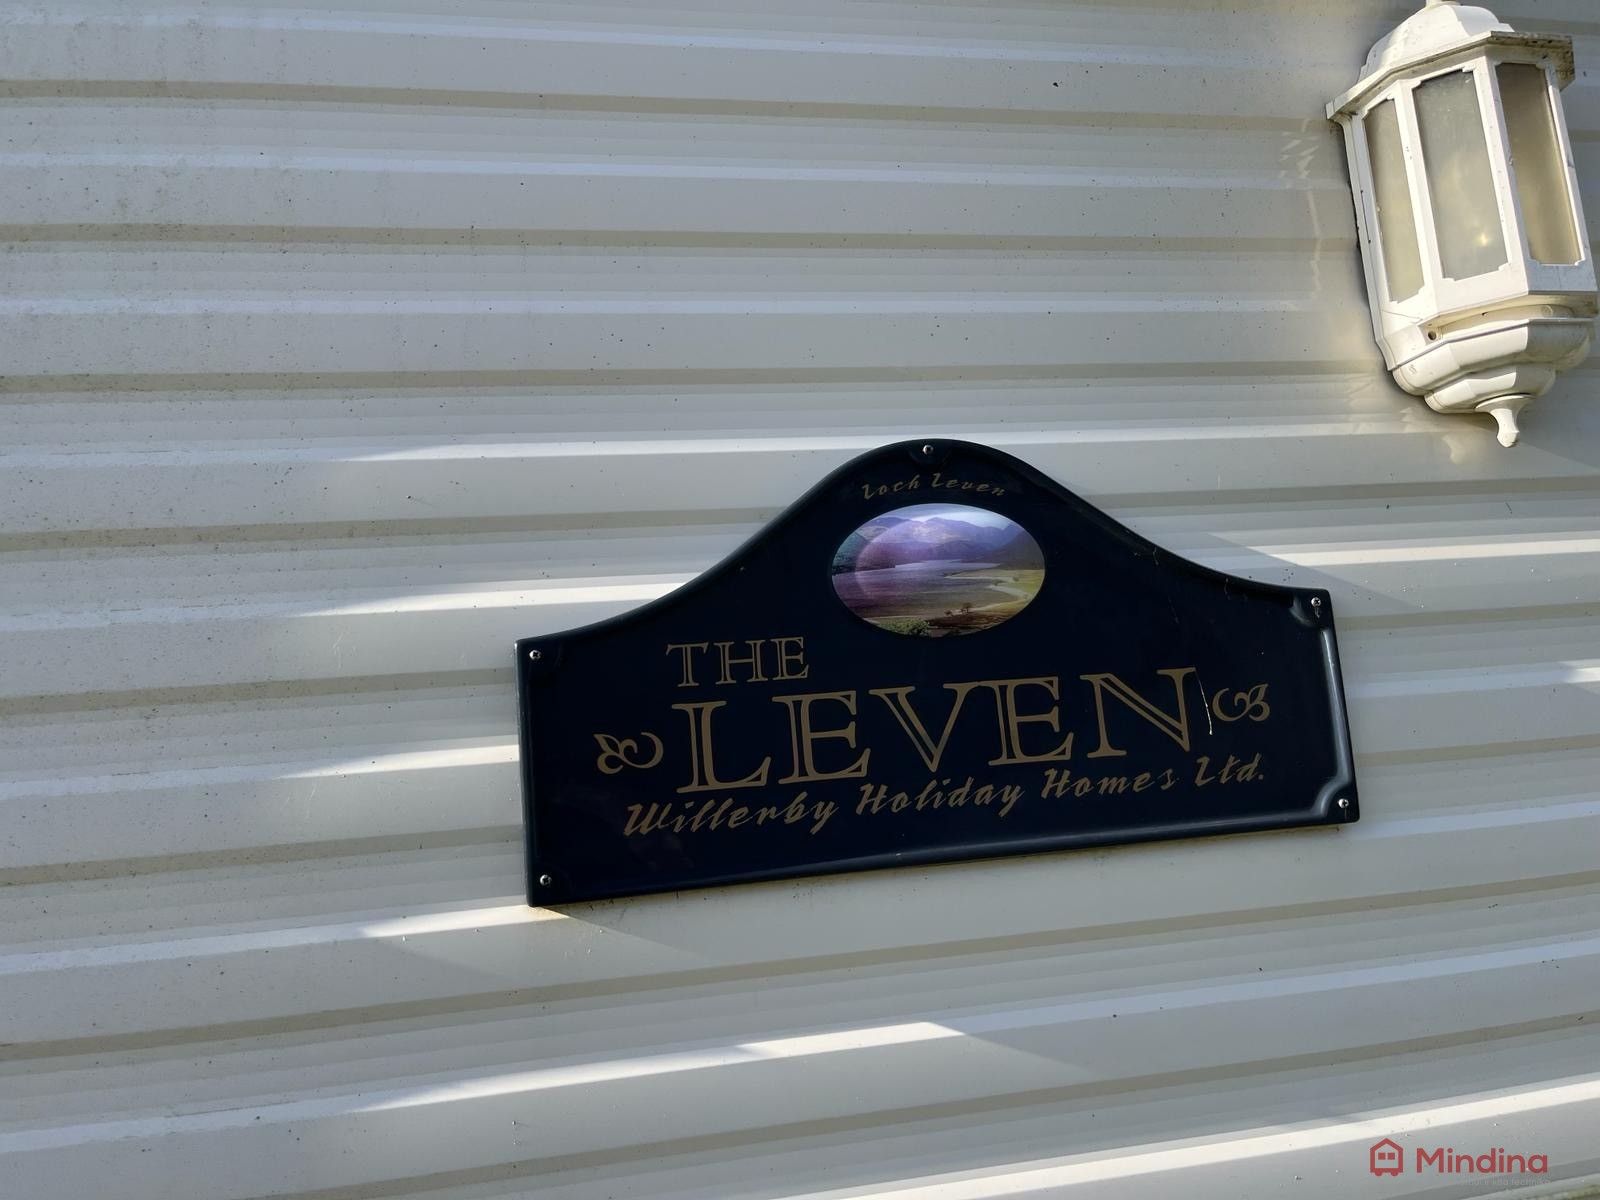 Loch Leven
THE
LEVEN
Willerby Holiday Homes Ltd.
Mindina